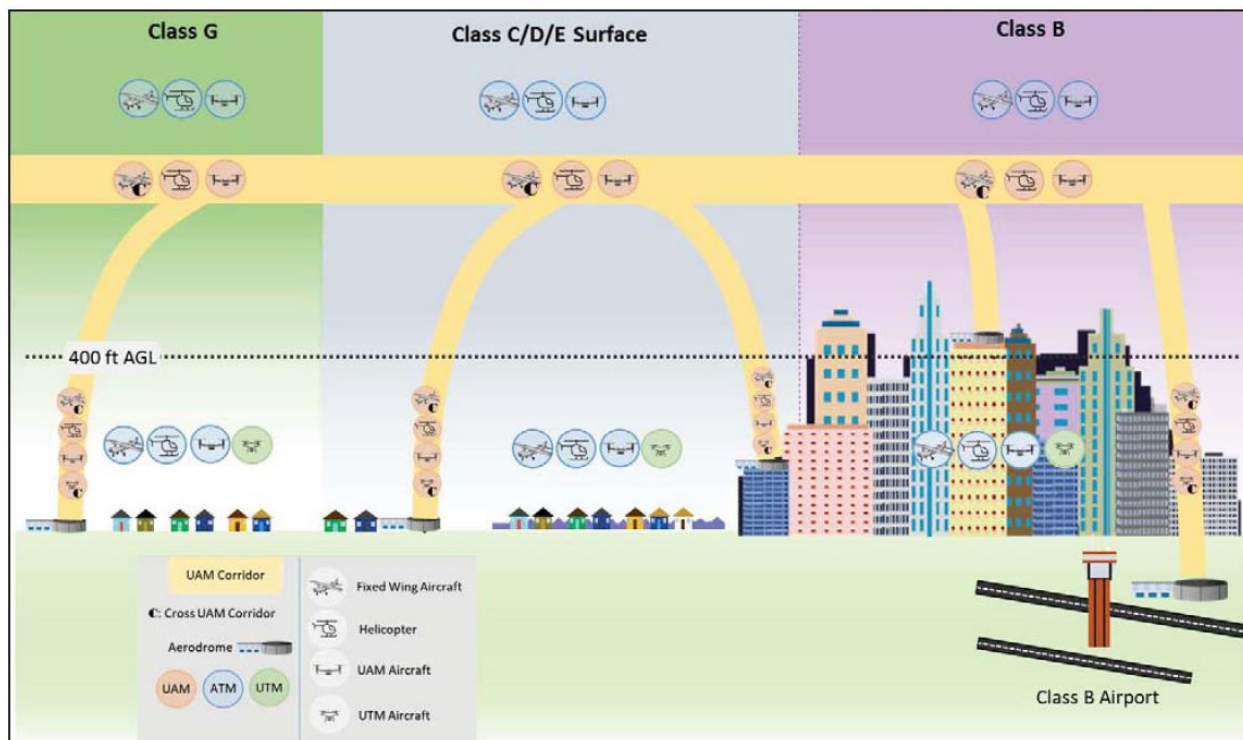 Class G
Class C/D/E Surface
Class B
C
C
C
400 ft AGL
C
C
C
C
C
C
C
C
UAM Corridor
C: Cross UAM Corridor
Aerodrome
UAM
ATM
UTM
Fixed Wing Aircraft
Helicopter
UAM Aircraft
UTM Aircraft
Class B Airport